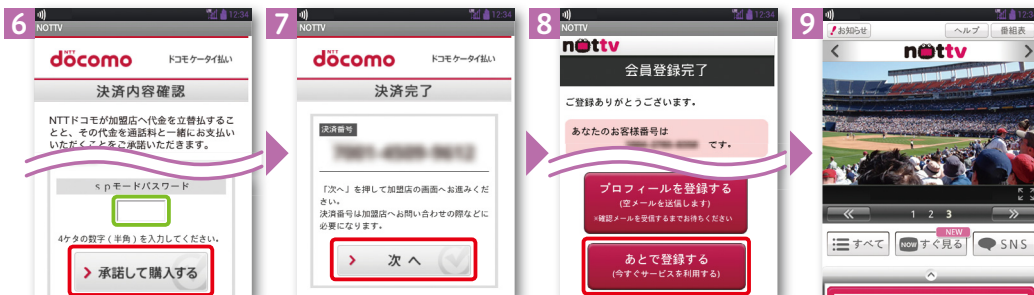 6
12:34
NOTTV
NTT
döcomo
ドコモケータイ払い
決済内容確認
NTTドコモが加盟店へ代金を立替払するこ
とと、その代金を通話料と一緒にお支払い
いただくことをご承諾いただきます。
spモードパスワード
4ケタの数字(半角)を入力してください。
承諾して購入する
7
12:34
NOTTV
NTT
döcomo
ドコモケータイ払い
決済完了
決済番号
「次へ」を押して加盟店の画面へお進みくだ
さい。
決済番号は加盟店へお問い合わせの際などに
必要になります。
次 へ
8
12:34
NOTTV
nottv
会員登録完了
ご登録ありがとうございます。
あなたのお客様番号は
です。
プロフィールを登録する
(空メールを送信します)
※確認メールを受信するまでお待ちください
あとで登録する
(今すぐサービスを利用する)
9
お知らせ
ヘルプ
番組表
nottv
1 2 3
すべて
NEW
NOW すぐ見る
SNS